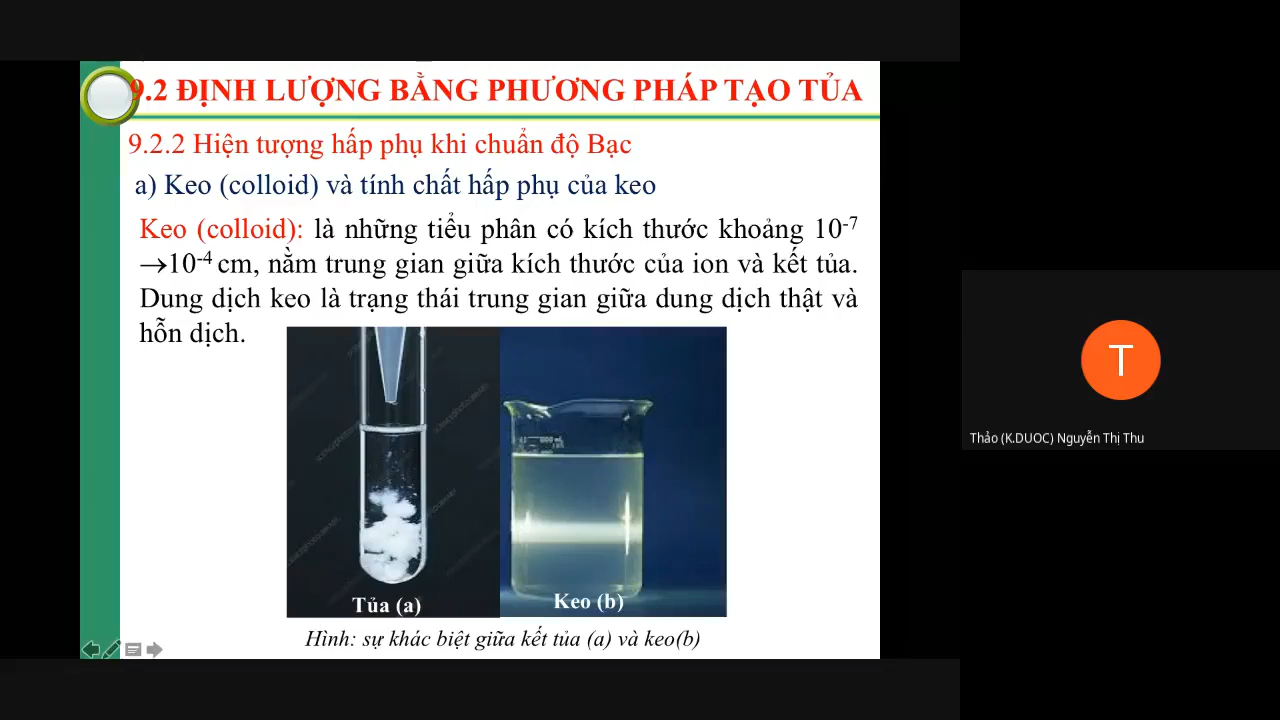 9.2 ĐỊNH LƯỢNG BẰNG PHƯƠNG PHÁP TẠO TỦA
9.2.2 Hiện tượng hấp phụ khi chuẩn độ Bạc
a) Keo (colloid) và tính chất hấp phụ của keo
Keo (colloid): là những tiểu phân có kích thước khoảng 10⁻⁷
→10⁻⁴ cm, nằm trung gian giữa kích thước của ion và kết tủa.
Dung dịch keo là trạng thái trung gian giữa dung dịch thật và
hỗn dịch.
Tủa (a)
Keo (b)
Hình: sự khác biệt giữa kết tủa (a) và keo(b)
T
Thảo (K.DUOC) Nguyễn Thị Thu